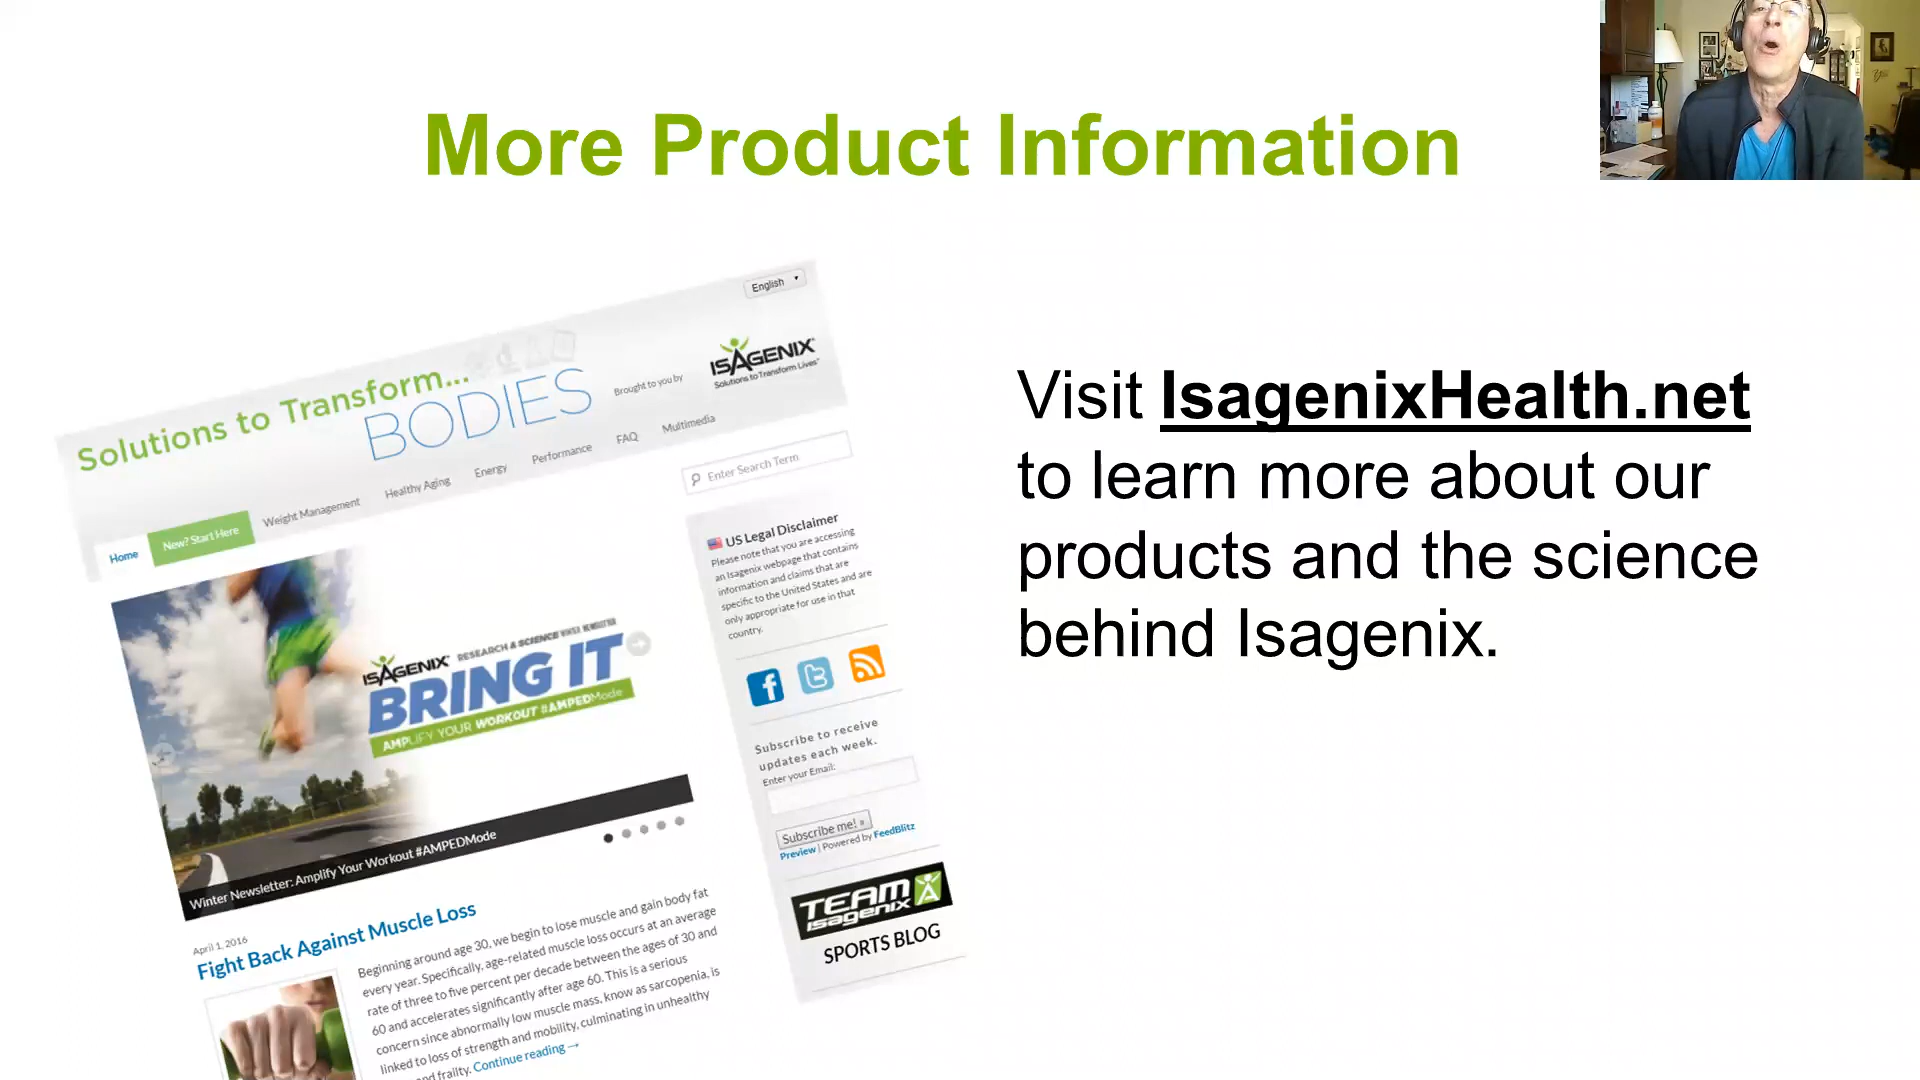 More Product Information
Visit IsagenixHealth.net
to learn more about our
products and the science
behind Isagenix.
English
Solutions to Transform...
BODIES
Brought to you by
ISAGENIX
Solutions to Transform Lives
Home
New? Start Here
Weight Management
Healthy Aging
Energy
Performance
FAQ
Multimedia
Enter Search Term
ISAGENIX RESEARCH & SCIENCE WINTER NEWSLETTER
BRING IT
AMPLIFY YOUR WORKOUT #AMPEDMode
Winter Newsletter: Amplify Your Workout #AMPEDMode
US Legal Disclaimer
Please note that you are accessing
an Isagenix webpage that contains
information and claims that are
specific to the United States and are
only appropriate for use in that
country.
Subscribe to receive
updates each week.
Enter your Email:
Subscribe me! »
Preview | Powered by FeedBlitz
TEAM
ISAGENIX
SPORTS BLOG
April 1, 2016
Fight Back Against Muscle Loss
Beginning around age 30, we begin to lose muscle and gain body fat
every year. Specifically, age-related muscle loss occurs at an average
rate of three to five percent per decade between the ages of 30 and
60 and accelerates significantly after age 60. This is a serious
concern since abnormally low muscle mass, know as sarcopenia, is
linked to loss of strength and mobility, culminating in unhealthy
and frailty. Continue reading →